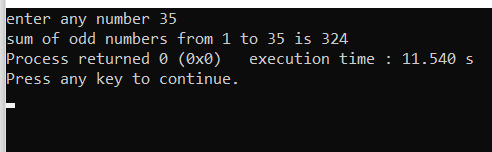 enter any number 35
sum of odd numbers from 1 to 35 is 324
Process returned 0 (0x0)   execution time : 11.540 s
Press any key to continue.